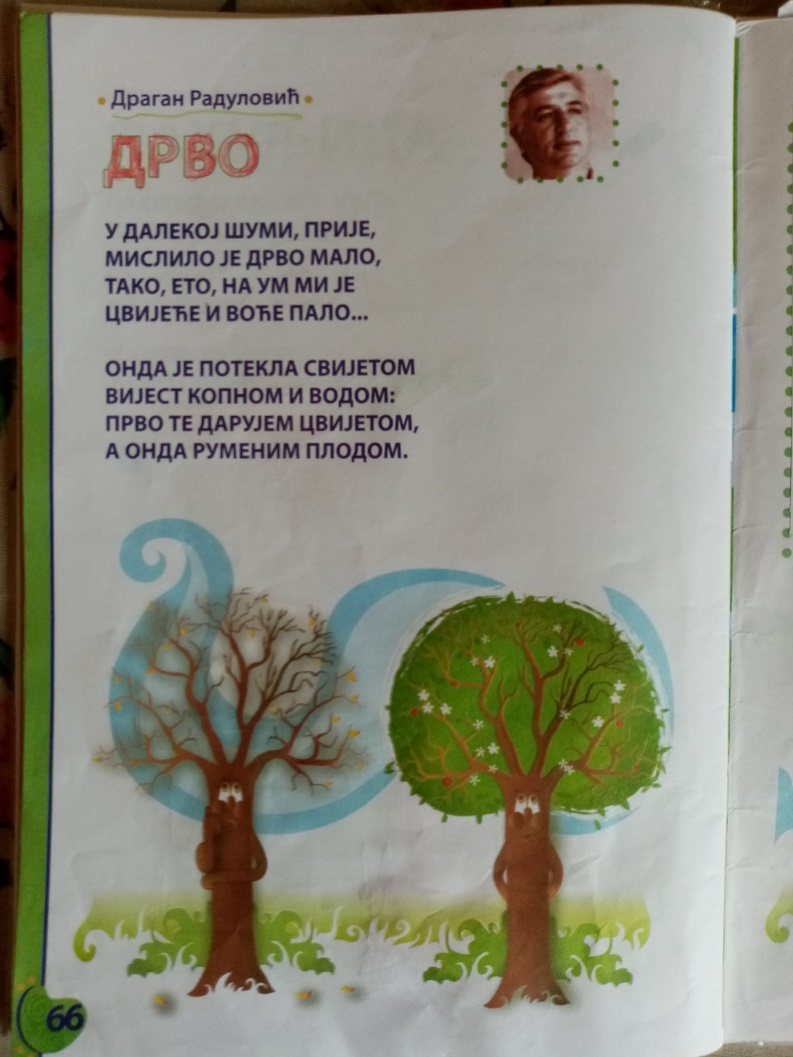 Драган Радуловић
ДРВО
У ДАЛЕКОЈ ШУМИ, ПРИЈЕ,
МИСЛИЛО ЈЕ ДРВО МАЛО,
ТАКО, ЕТО, НА УМ МИ ЈЕ
ЦВИЈЕЋЕ И ВОЋЕ ПАЛО...
ОНДА ЈЕ ПОТЕКЛА СВИЈЕТОМ
ВИЈЕСТ КОПНОМ И ВОДОМ:
ПРВО ТЕ ДАРУЈЕМ ЦВИЈЕТОМ,
А ОНДА РУМЕНИМ ПЛОДОМ.
66